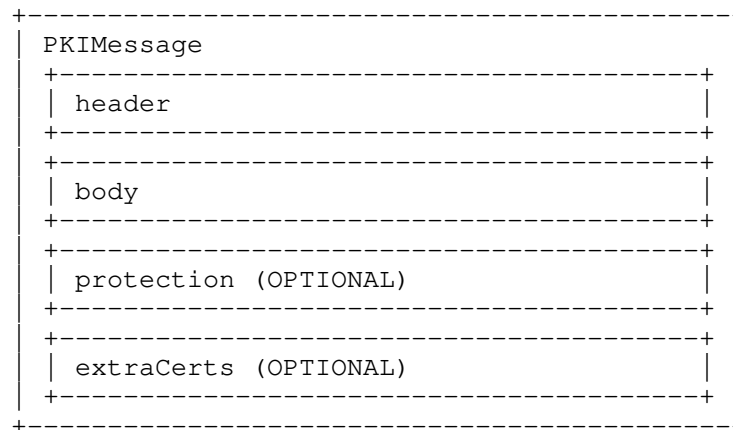 PKIMessage
header
body
protection (OPTIONAL)
extraCerts (OPTIONAL)